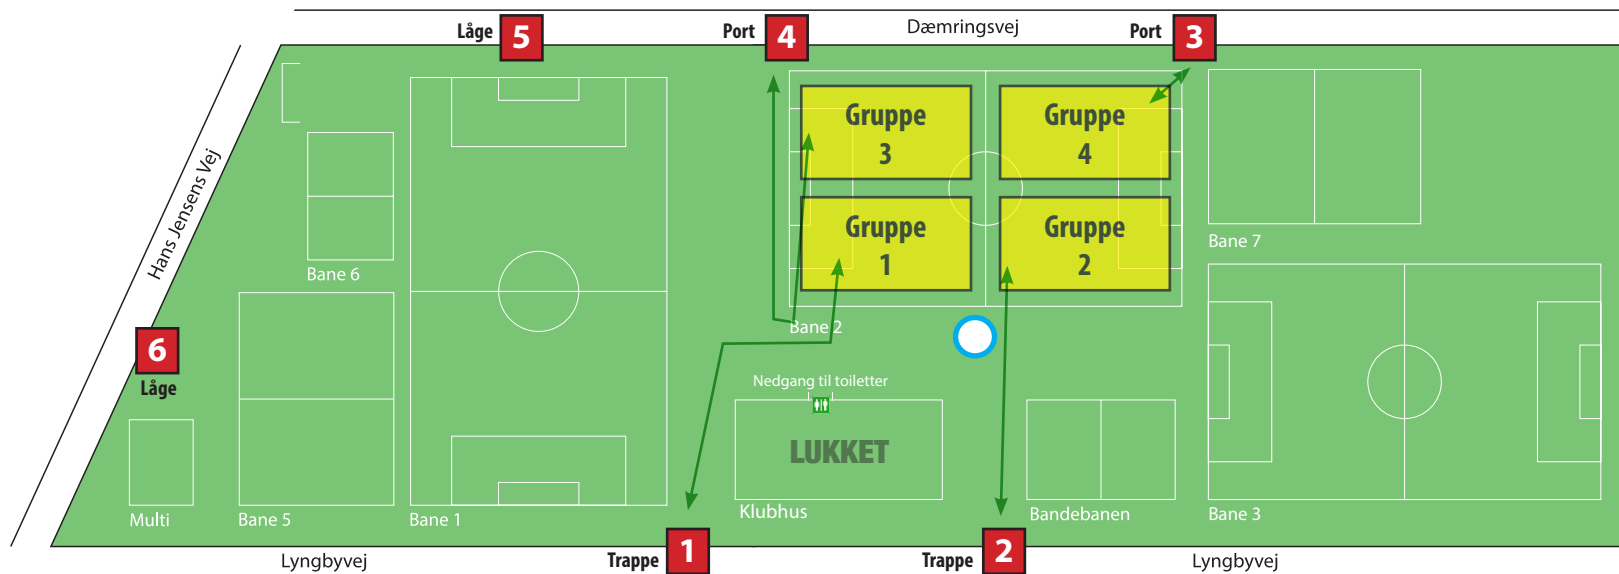 Låge 5
Port 4
Dæmringsvej
Port 3
Hans Jensens Vej
Gruppe
3
Gruppe
4
Gruppe
1
Gruppe
2
Bane 7
Bane 6
Bane 2
6
Låge
Nedgang til toiletter
LUKKET
Klubhus
Multi
Bane 5
Bane 1
Bandebanen
Bane 3
Lyngbyvej
Trappe 1
Trappe 2
Lyngbyvej